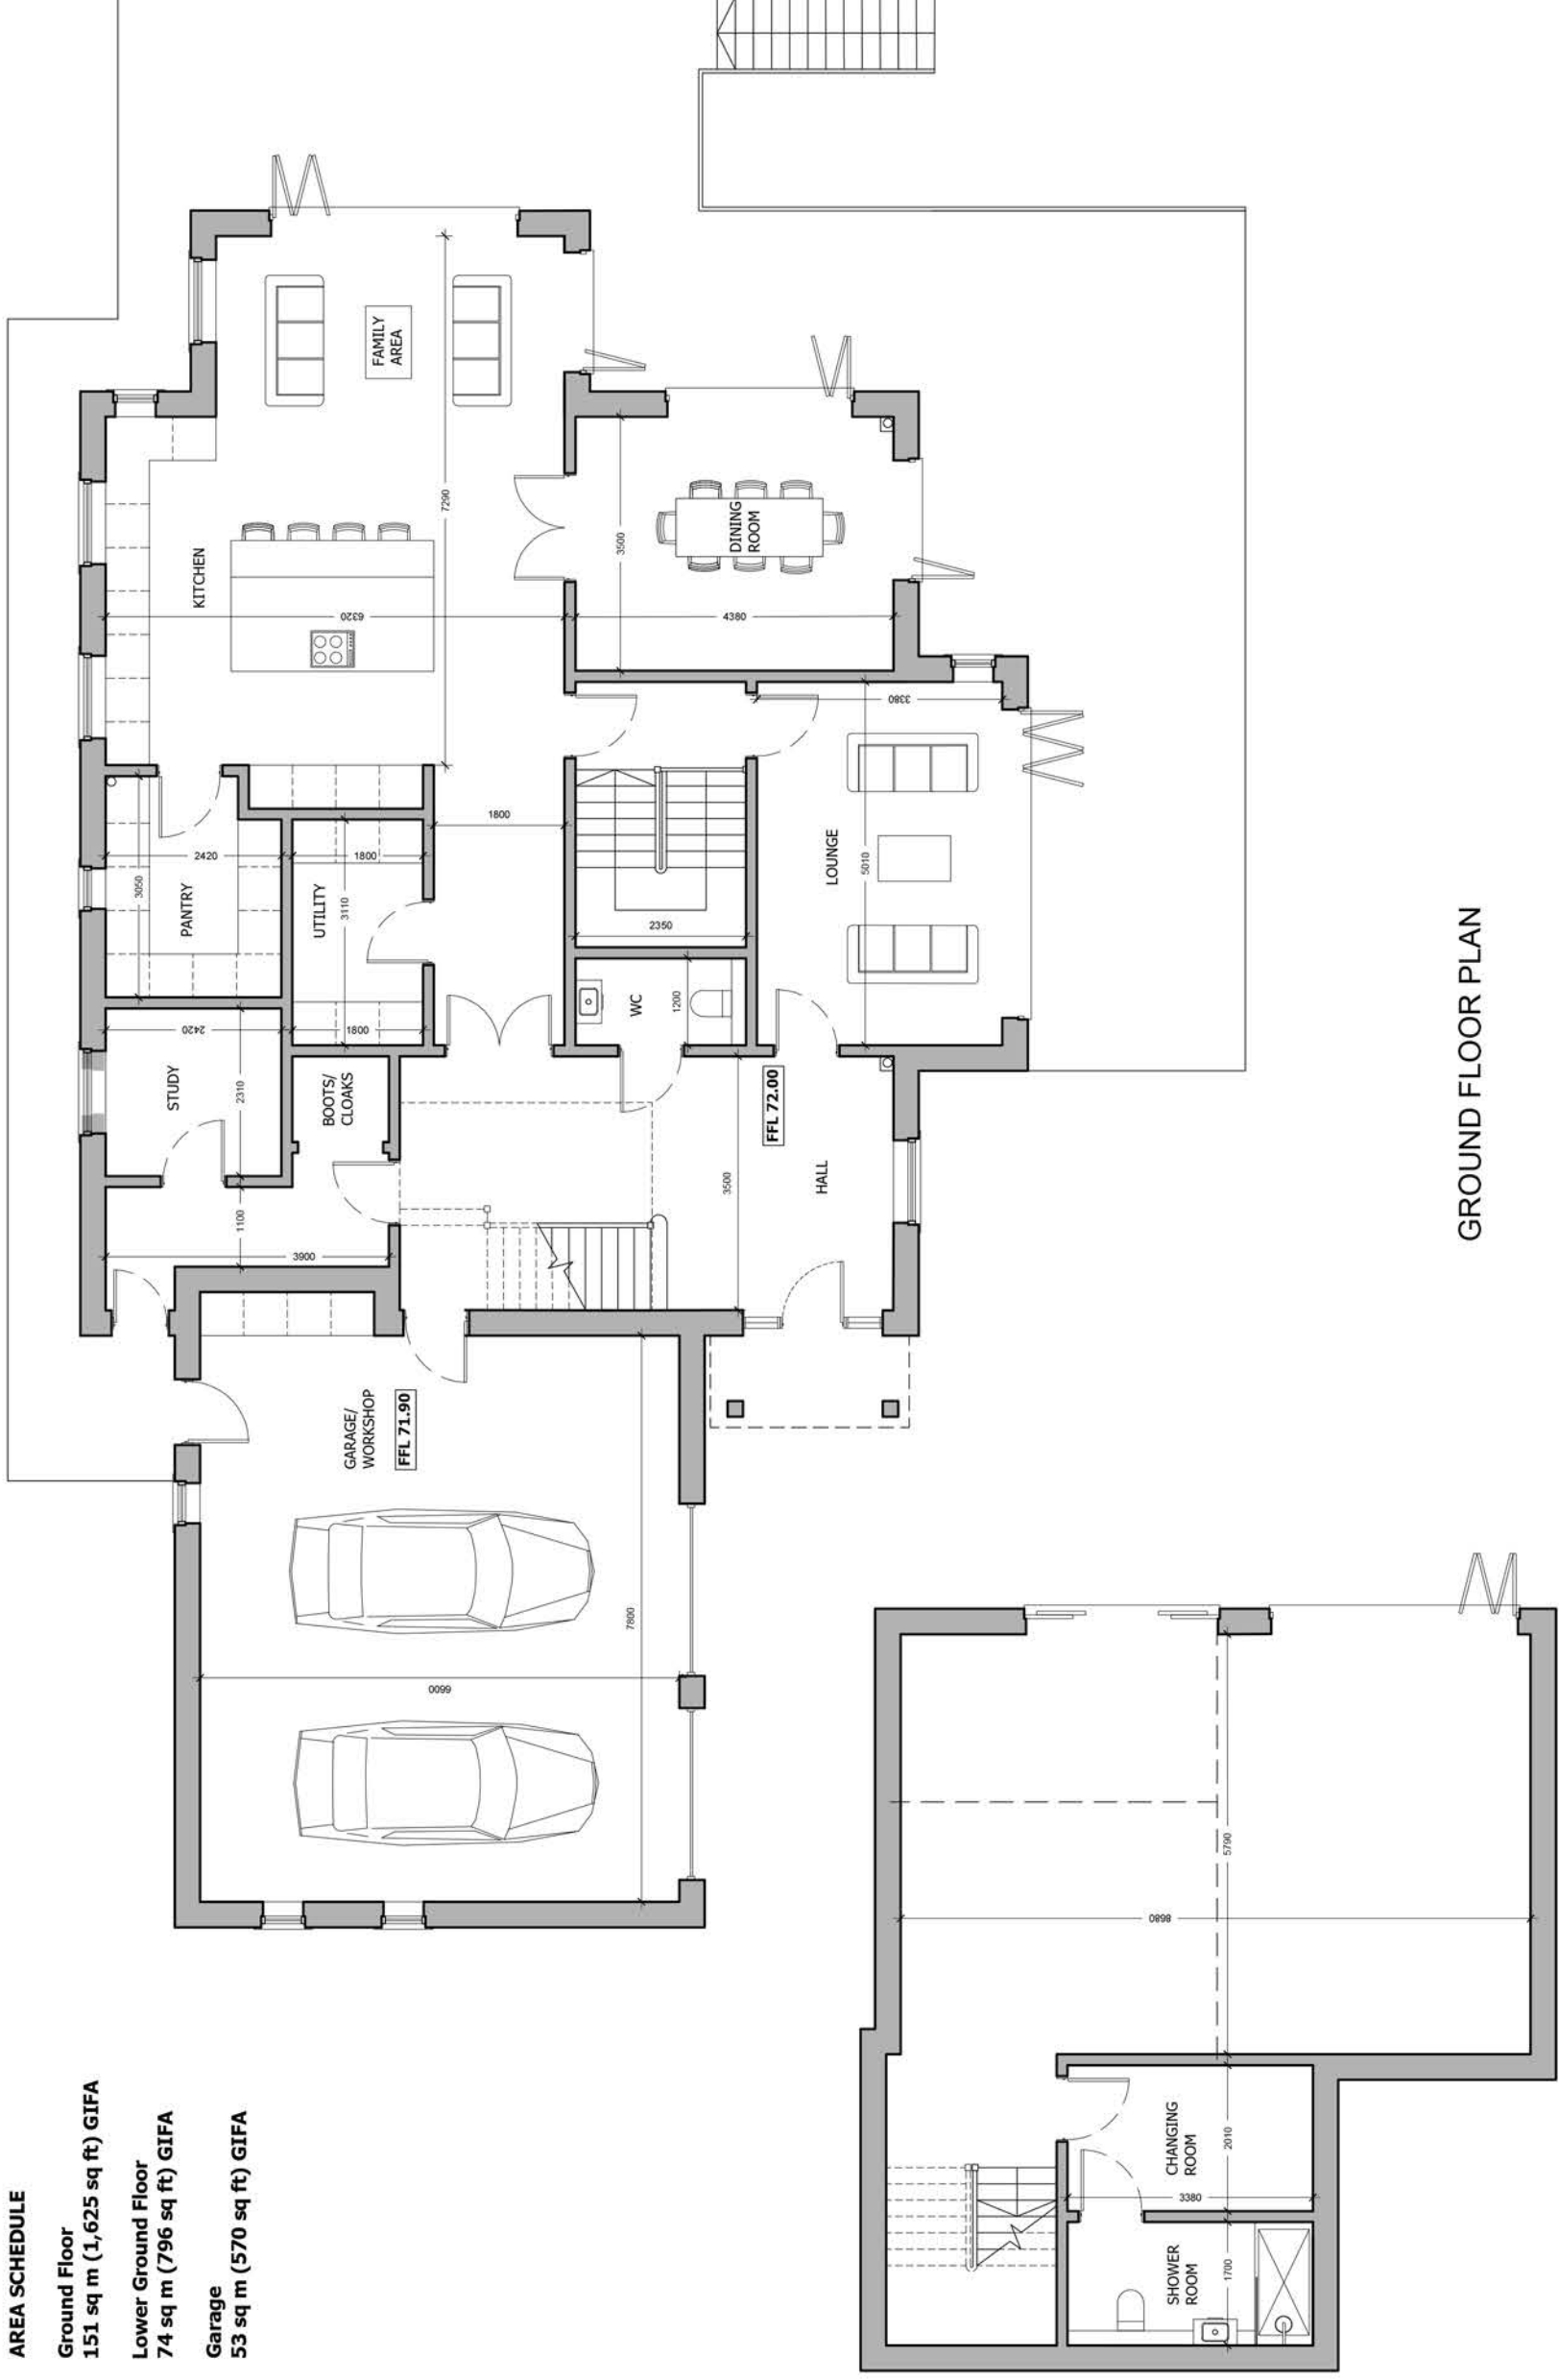 AREA SCHEDULE
Ground Floor
151 sq m (1,625 sq ft) GIFA
Lower Ground Floor
74 sq m (796 sq ft) GIFA
Garage
53 sq m (570 sq ft) GIFA
KITCHEN
FAMILY
AREA
7290
6320
DINING
ROOM
3500
4380
PANTRY
2420
3050
UTILITY
1800
3110
1800
1800
STUDY
2420
2310
BOOTS/
CLOAKS
1100
3900
WC
1200
2350
LOUNGE
5010
3380
HALL
FFL 72.00
3500
GARAGE/
WORKSHOP
FFL 71.90
7800
6600
5790
8680
CHANGING
ROOM
2010
3380
SHOWER
ROOM
1700
GROUND FLOOR PLAN